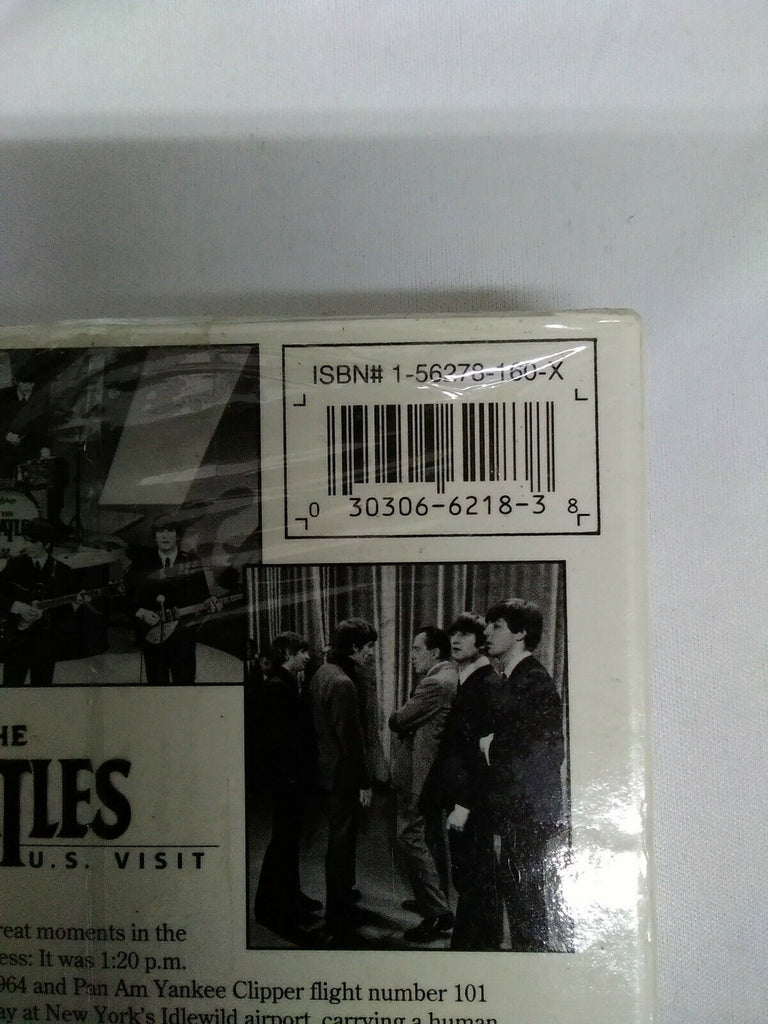 ISBN# 1-56278-160-X
0 30306-6218-3 8
THE
ATLES
HE
TLES
U.S. VISIT
reat moments in the
ess: It was 1:20 p.m.
964 and Pan Am Yankee Clipper flight number 101
ay at New York's Idlewild airport, carrying a human